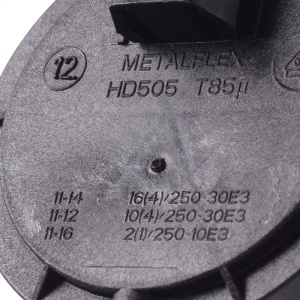 12 METALFLEX
HD505 T85µ
11-14 16(4)/250-30E3
11-12 10(4)/250-30E3
11-16 2(1)/250-10E3